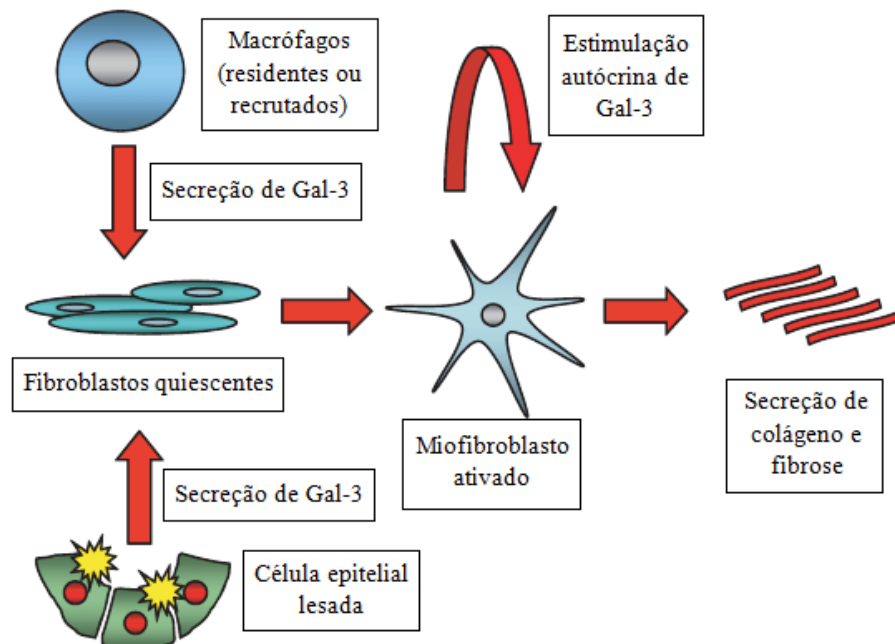 Macrófagos
(residentes ou
recrutados)
Estimulação
autócrina de
Gal-3
Secreção de Gal-3
Fibroblastos quiescentes
Miofibroblasto
ativado
Secreção de
colágeno e
fibrose
Secreção de Gal-3
Célula epitelial
lesada